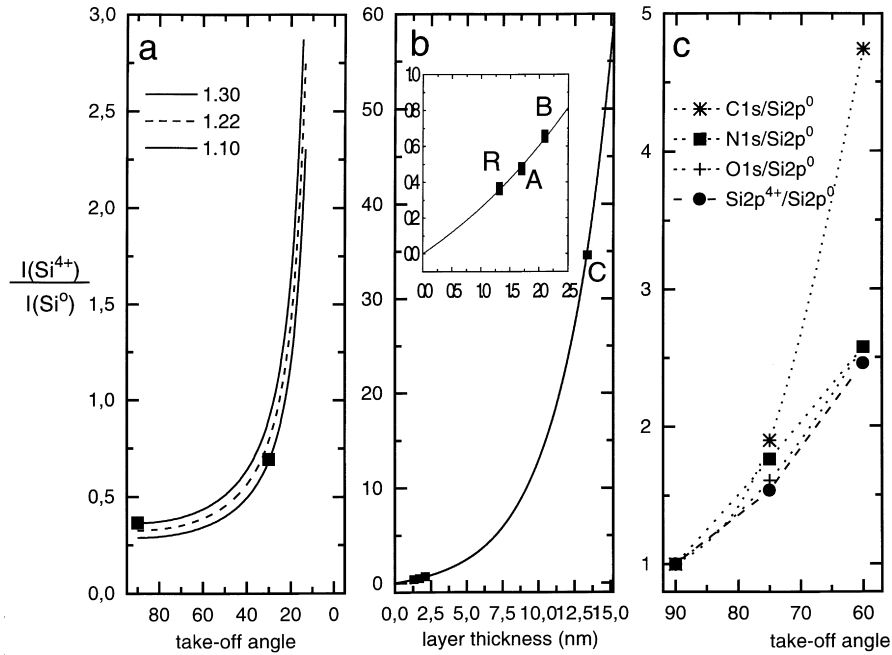 a
3,0
2,5
2,0
1,5
1,0
0,5
0,0
I(Si⁴⁺)
I(Si⁰)
1.30
1.22
1.10
80 60 40 20 0
take-off angle
b
60
50
40
30
20
10
0
1.0
0.8
0.6
0.4
0.2
0.0
B
R
A
0.0 0.5 1.0 1.5 2.0 2.5
C
0,0 2,5 5,0 7,5 10,0 12,5 15,0
layer thickness (nm)
c
5
4
3
2
1
C1s/Si2p⁰
N1s/Si2p⁰
O1s/Si2p⁰
Si2p⁴⁺/Si2p⁰
90 80 70 60
take-off angle